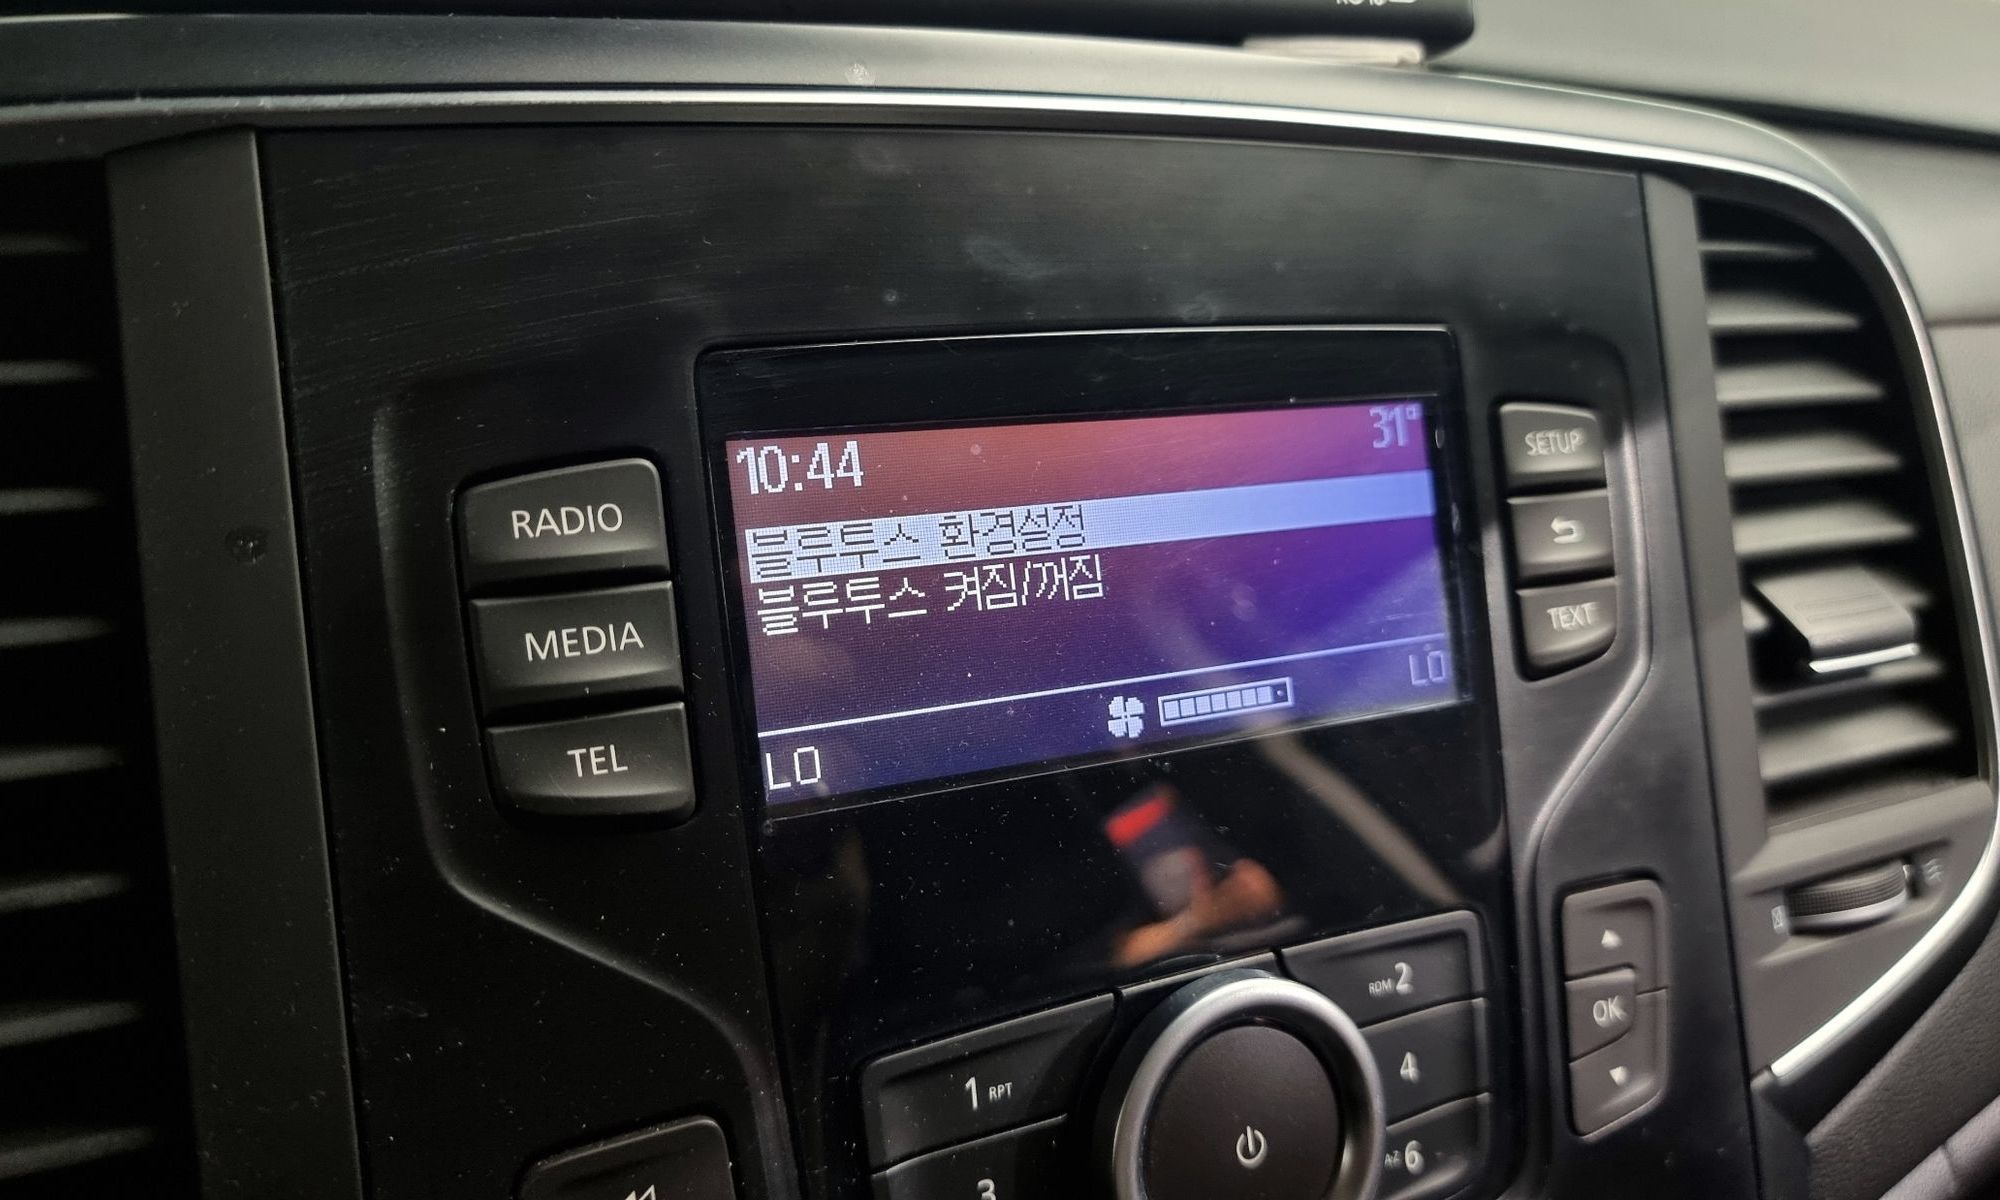 10:44
31°
블루투스 환경설정
블루투스 켜짐/꺼짐
LO
LO
RADIO
MEDIA
TEL
SETUP
TEXT
OK
1 RPT
RDM 2
3
4
A-Z 6